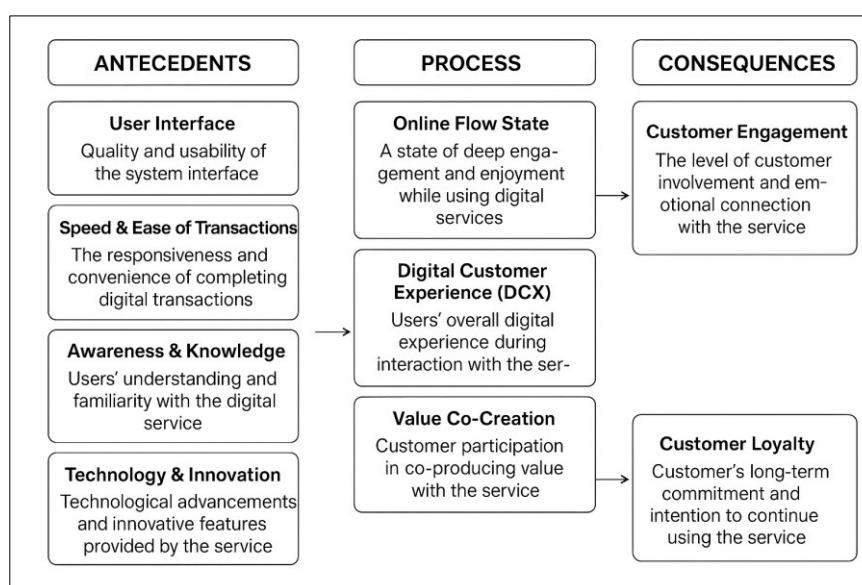 ANTECEDENTS
User Interface
Quality and usability of
the system interface
Speed & Ease of Transactions
The responsiveness and
convenience of completing
digital transactions
Awareness & Knowledge
Users' understanding and
familiarity with the digital
service
Technology & Innovation
Technological advancements
and innovative features
provided by the service
PROCESS
Online Flow State
A state of deep enga-
gement and enjoyment
while using digital
services
Digital Customer
Experience (DCX)
Users' overall digital
experience during
interaction with the ser-
Value Co-Creation
Customer participation
in co-producing value
with the service
CONSEQUENCES
Customer Engagement
The level of customer
involvement and em-
otional connection
with the service
Customer Loyalty
Customer's long-term
commitment and
intention to continue
using the service